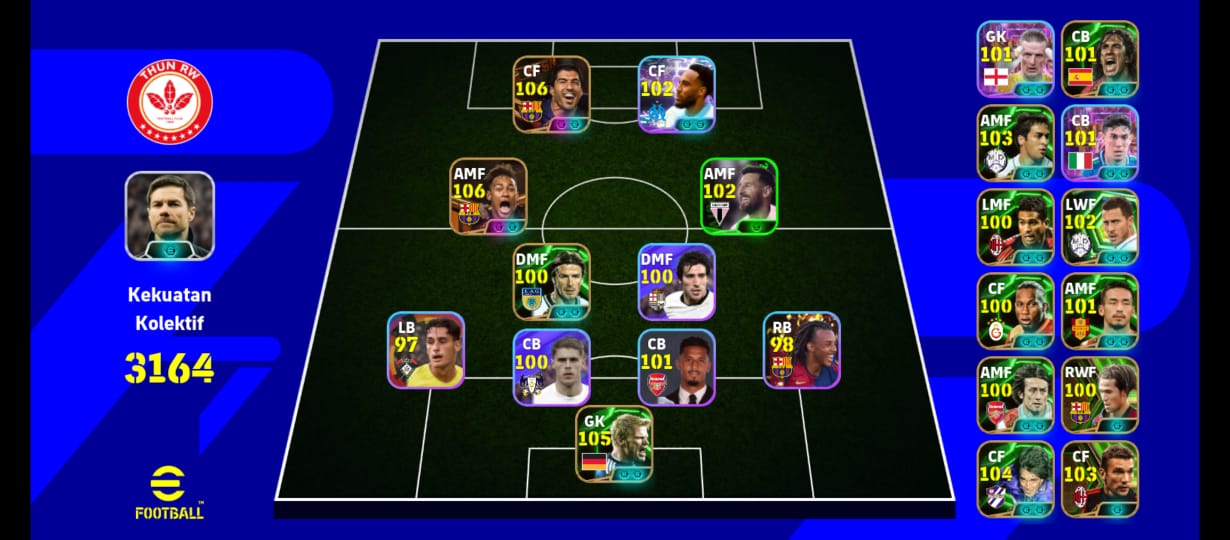 THUN RW
Kekuatan
Kolektif
3164
FOOTBALL™
CF
106
CF
102
AMF
106
AMF
102
DMF
100
DMF
100
LB
97
CB
100
CB
101
RB
98
GK
105
GK
101
CB
101
AMF
103
CB
101
LMF
100
LWF
102
CF
100
AMF
101
AMF
100
RWF
100
CF
104
CF
103